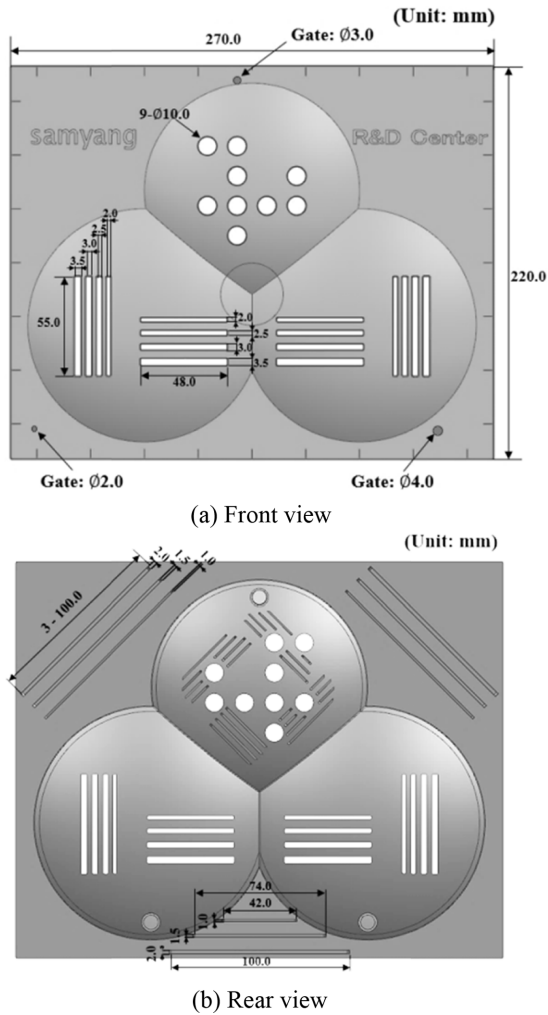 (Unit: mm)
270.0
Gate: Ø3.0
9-Ø10.0
samyang
R&D Center
2.0
2.5
3.0
3.5
55.0
220.0
2.0
2.5
3.0
3.5
48.0
Gate: Ø2.0
Gate: Ø4.0
(a) Front view
(Unit: mm)
2.0
1.5
1.0
3 - 100.0
74.0
42.0
1.0
1.5
2.0
100.0
(b) Rear view